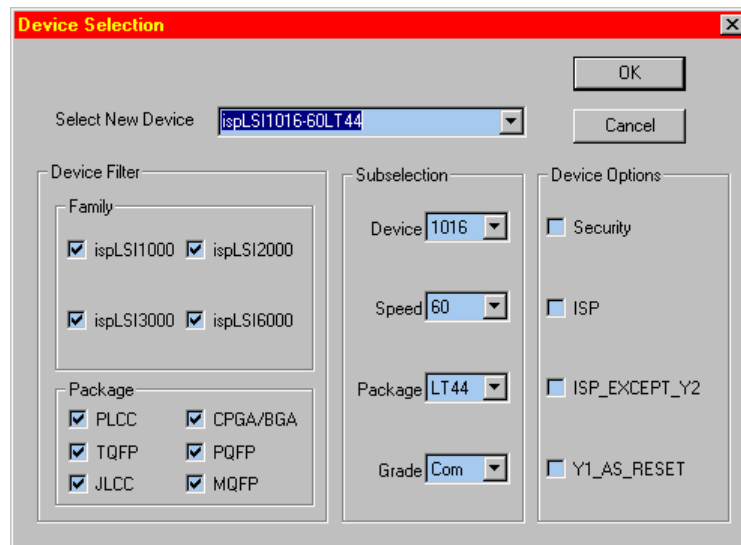 Device Selection
OK
Select New Device ispLSI1016-60LT44
Cancel
Device Filter
Family
ispLSI1000 ispLSI2000
ispLSI3000 ispLSI6000
Package
PLCC CPGA/BGA
TQFP PQFP
JLCC MQFP
Subselection
Device 1016
Speed 60
Package LT44
Grade Com
Device Options
Security
ISP
ISP_EXCEPT_Y2
Y1_AS_RESET